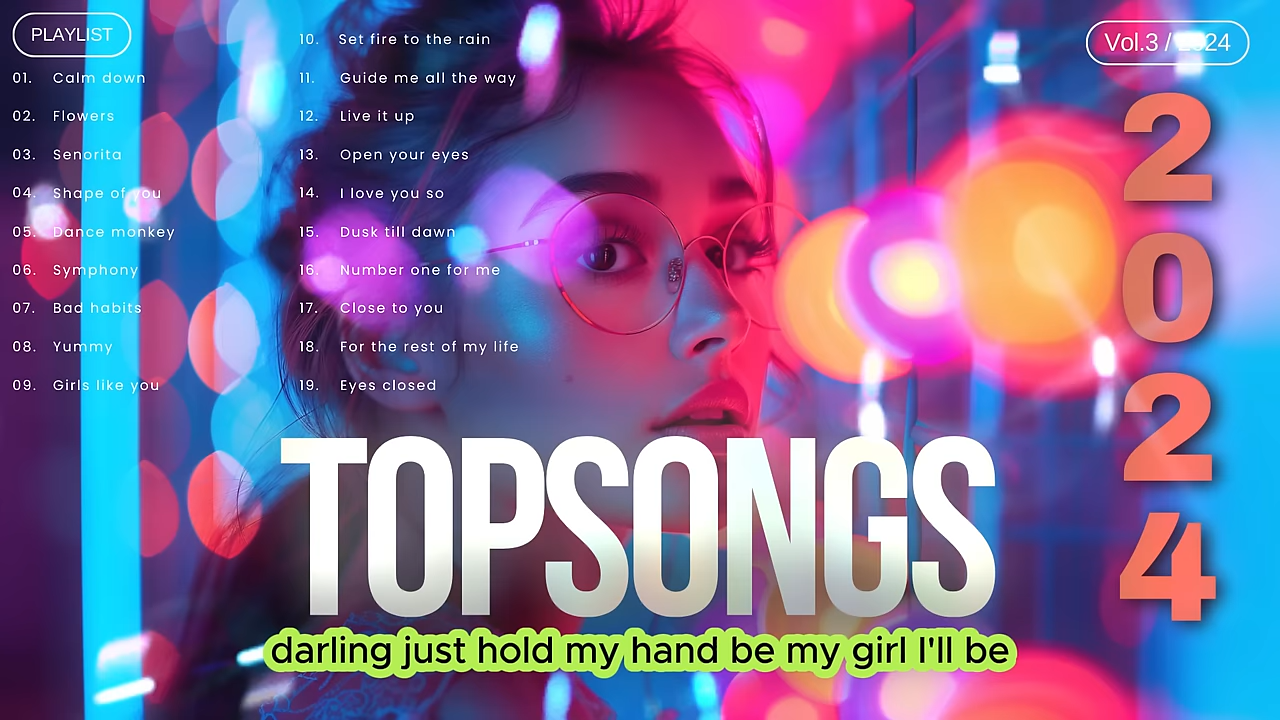 PLAYLIST
01. Calm down
02. Flowers
03. Senorita
04. Shape of you
05. Dance monkey
06. Symphony
07. Bad habits
08. Yummy
09. Girls like you
10. Set fire to the rain
11. Guide me all the way
12. Live it up
13. Open your eyes
14. I love you so
15. Dusk till dawn
16. Number one for me
17. Close to you
18. For the rest of my life
19. Eyes closed
Vol.3 / 2024
2024
TOPSONGS
darling just hold my hand be my girl I'll be